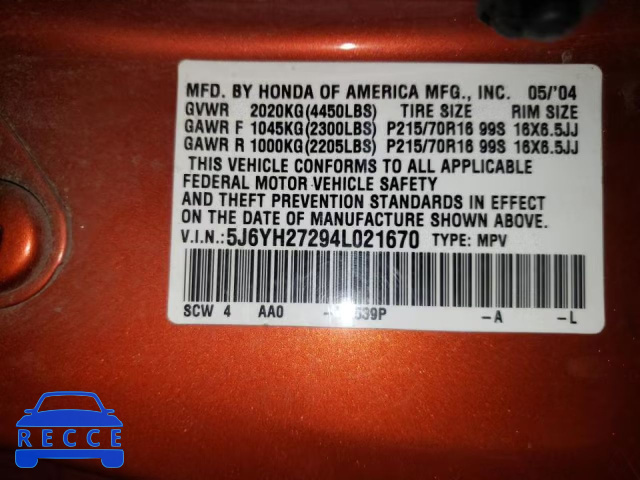 MFD. BY HONDA OF AMERICA MFG., INC. 05/'04
GVWR 2020KG(4450LBS) TIRE SIZE RIM SIZE
GAWR F 1045KG(2300LBS) P215/70R16 99S 16X6.5JJ
GAWR R 1000KG(2205LBS) P215/70R16 99S 16X6.5JJ
THIS VEHICLE CONFORMS TO ALL APPLICABLE
FEDERAL MOTOR VEHICLE SAFETY
AND THEFT PREVENTION STANDARDS IN EFFECT
ON THE DATE OF MANUFACTURE SHOWN ABOVE.
V.I.N.:5J6YH27294L021670 TYPE: MPV
SCW 4 AA0 -A -L
RECCE